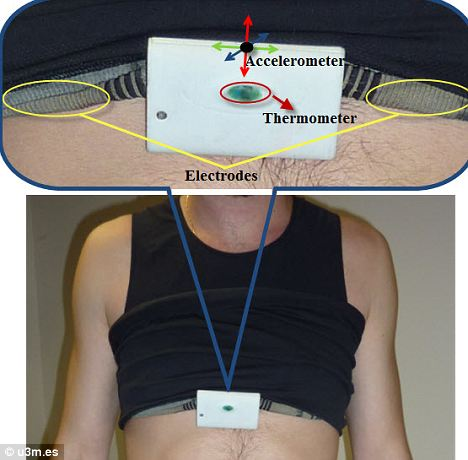 Accelerometer
Thermometer
Electrodes
© u3m.es